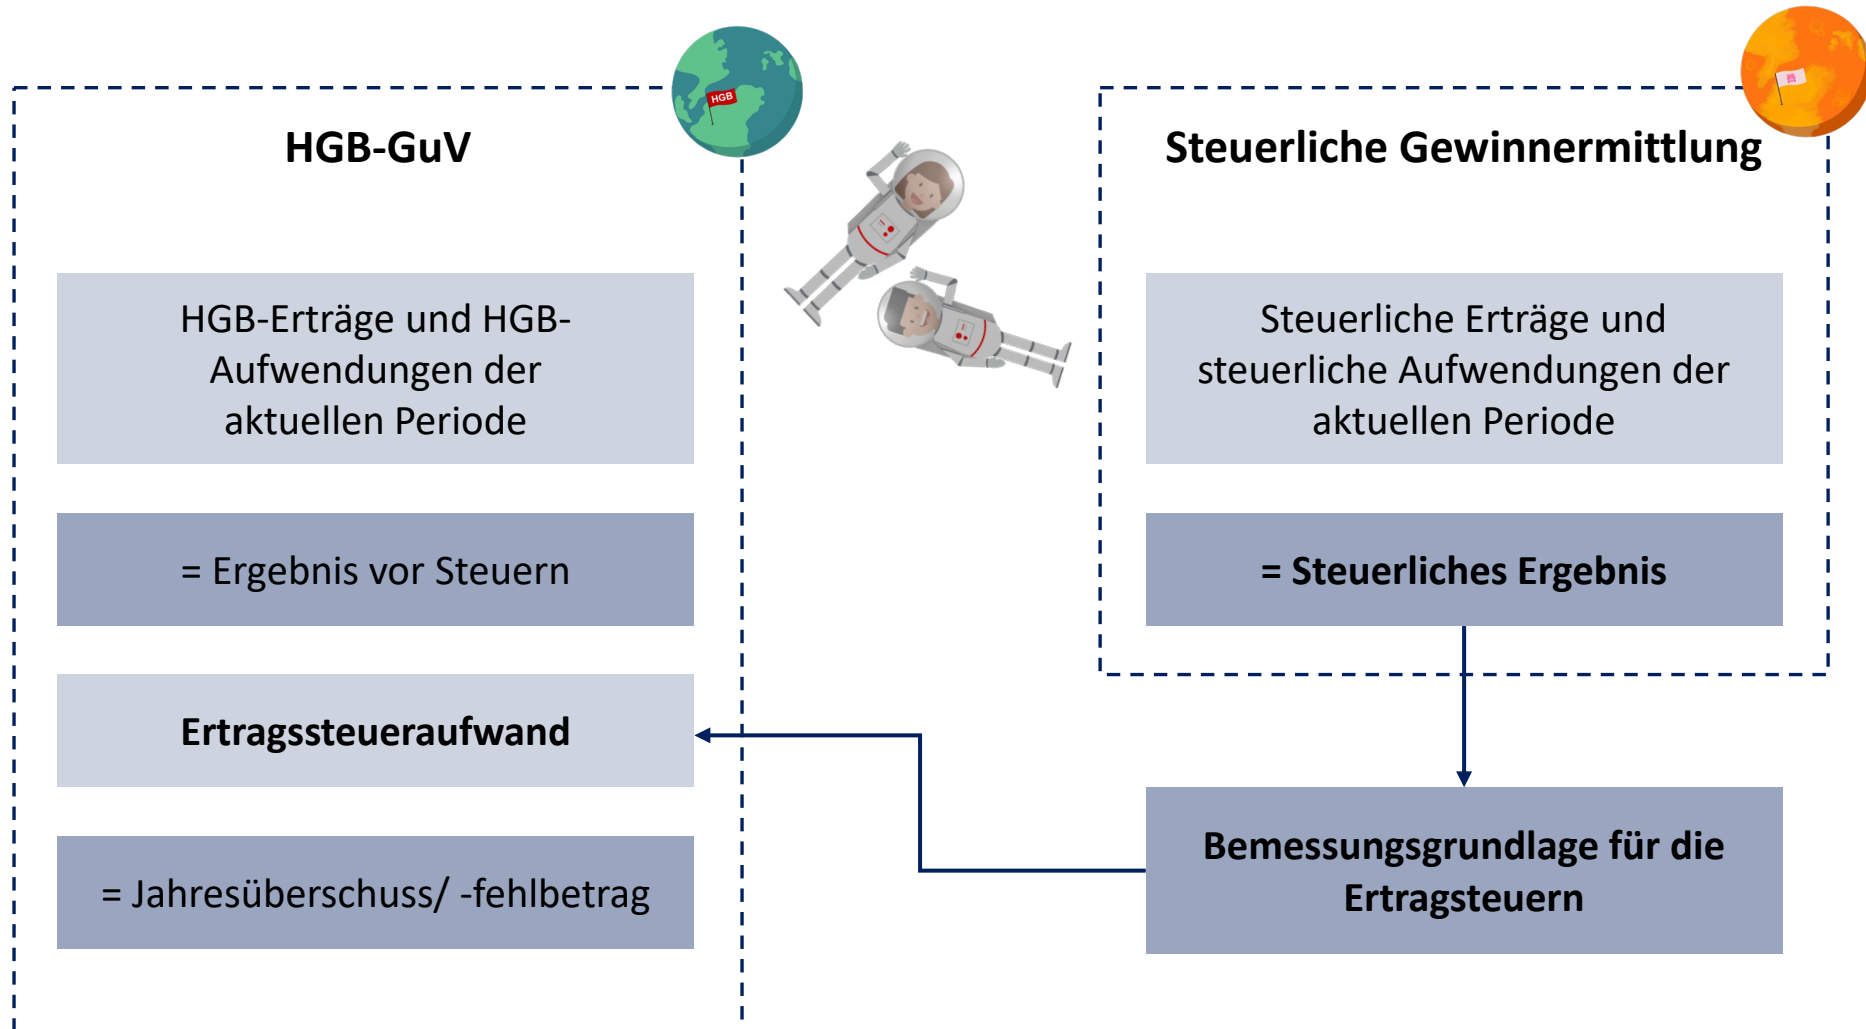 HGB
HGB-GuV
HGB-Erträge und HGB-
Aufwendungen der
aktuellen Periode
= Ergebnis vor Steuern
Ertragssteueraufwand
= Jahresüberschuss/ -fehlbetrag
Steuerliche Gewinnermittlung
Steuerliche Erträge und
steuerliche Aufwendungen der
aktuellen Periode
= Steuerliches Ergebnis
Bemessungsgrundlage für die
Ertragsteuern